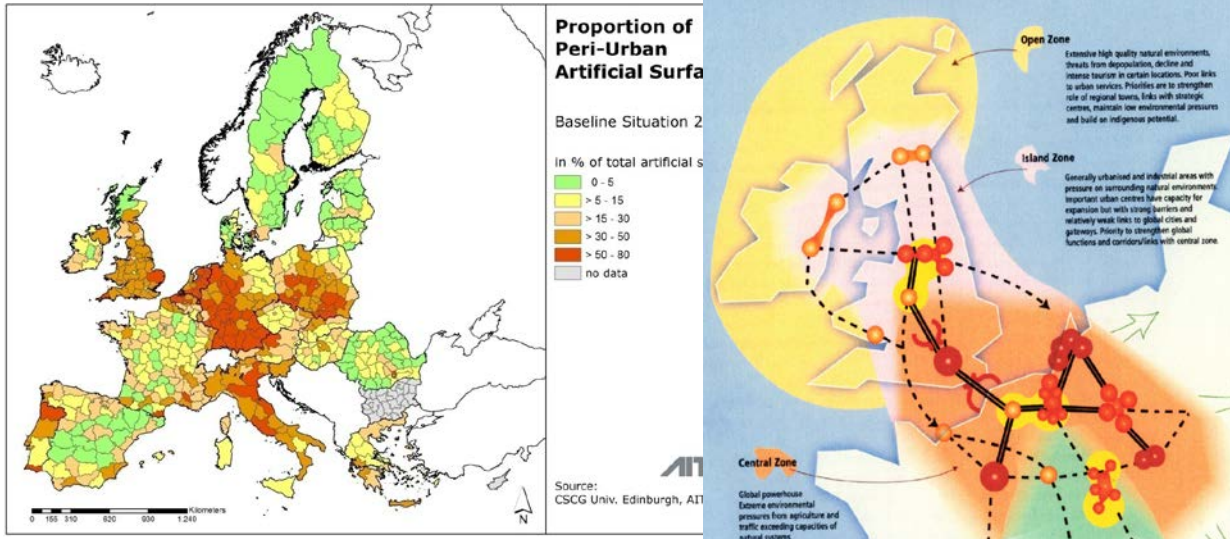 Proportion of
Peri-Urban
Artificial Surfa
Baseline Situation 2
in % of total artificial s
0 - 5
> 5 - 15
> 15 - 30
> 30 - 50
> 50 - 80
no data
Kilometers
0 155 310 620 930 1.240
N
AIT
Source:
CSCG Univ. Edinburgh, AIT
Open Zone
Extensive high quality natural environments,
threats from depopulation, decline and
intense tourism in certain locations. Poor links
to urban services. Priorities are to strengthen
role of regional towns, links with strategic
centres, maintain low environmental pressures
and build on indigenous potential.
Island Zone
Generally urbanised and industrial areas with
pressure on surrounding natural environments.
Important urban centres have capacity for
expansion but with strong barriers and
relatively weak links to global cities and
gateways. Priority to strengthen global
functions and corridors/links with central zone.
Central Zone
Global powerhouse
Extreme environmental
pressures from agriculture and
traffic exceeding capacities of
natural systems